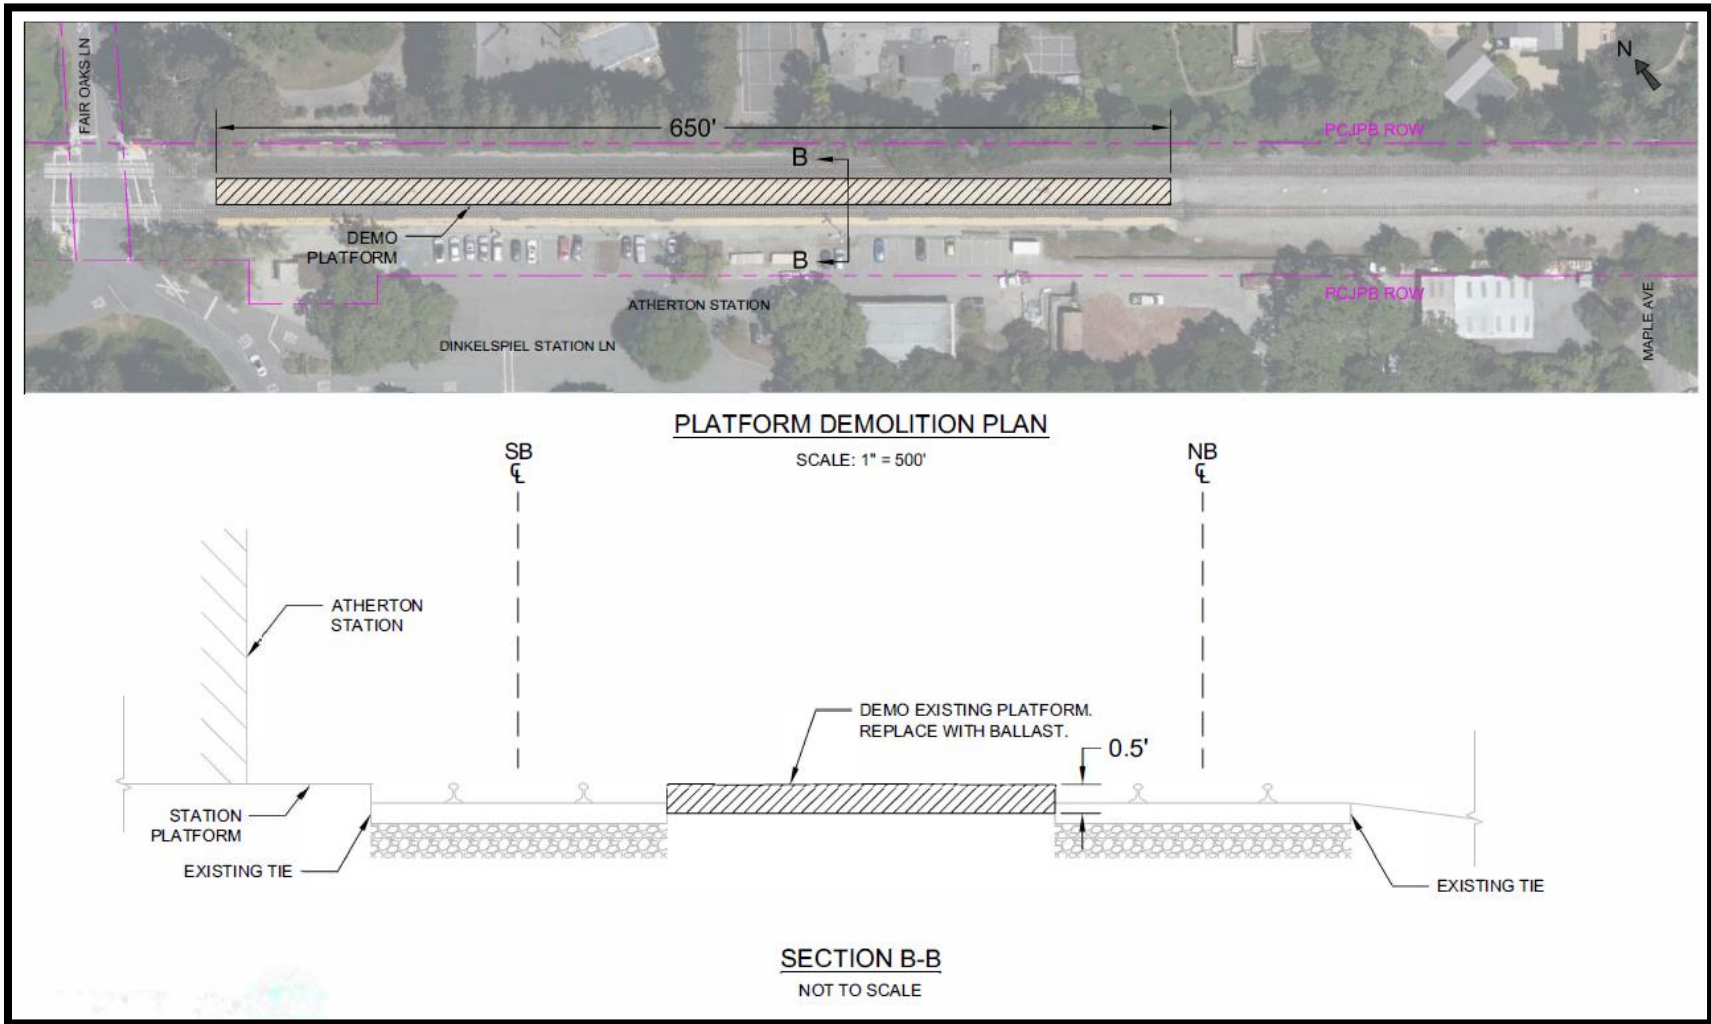 FAIR OAKS LN
N
650'
PCJPB ROW
B
DEMO
PLATFORM
B
ATHERTON STATION
PCJPB ROW
DINKELSPIEL STATION LN
MAPLE AVE
PLATFORM DEMOLITION PLAN
SCALE: 1" = 500'
SB
℄
NB
℄
ATHERTON
STATION
DEMO EXISTING PLATFORM.
REPLACE WITH BALLAST.
0.5'
STATION
PLATFORM
EXISTING TIE
EXISTING TIE
SECTION B-B
NOT TO SCALE